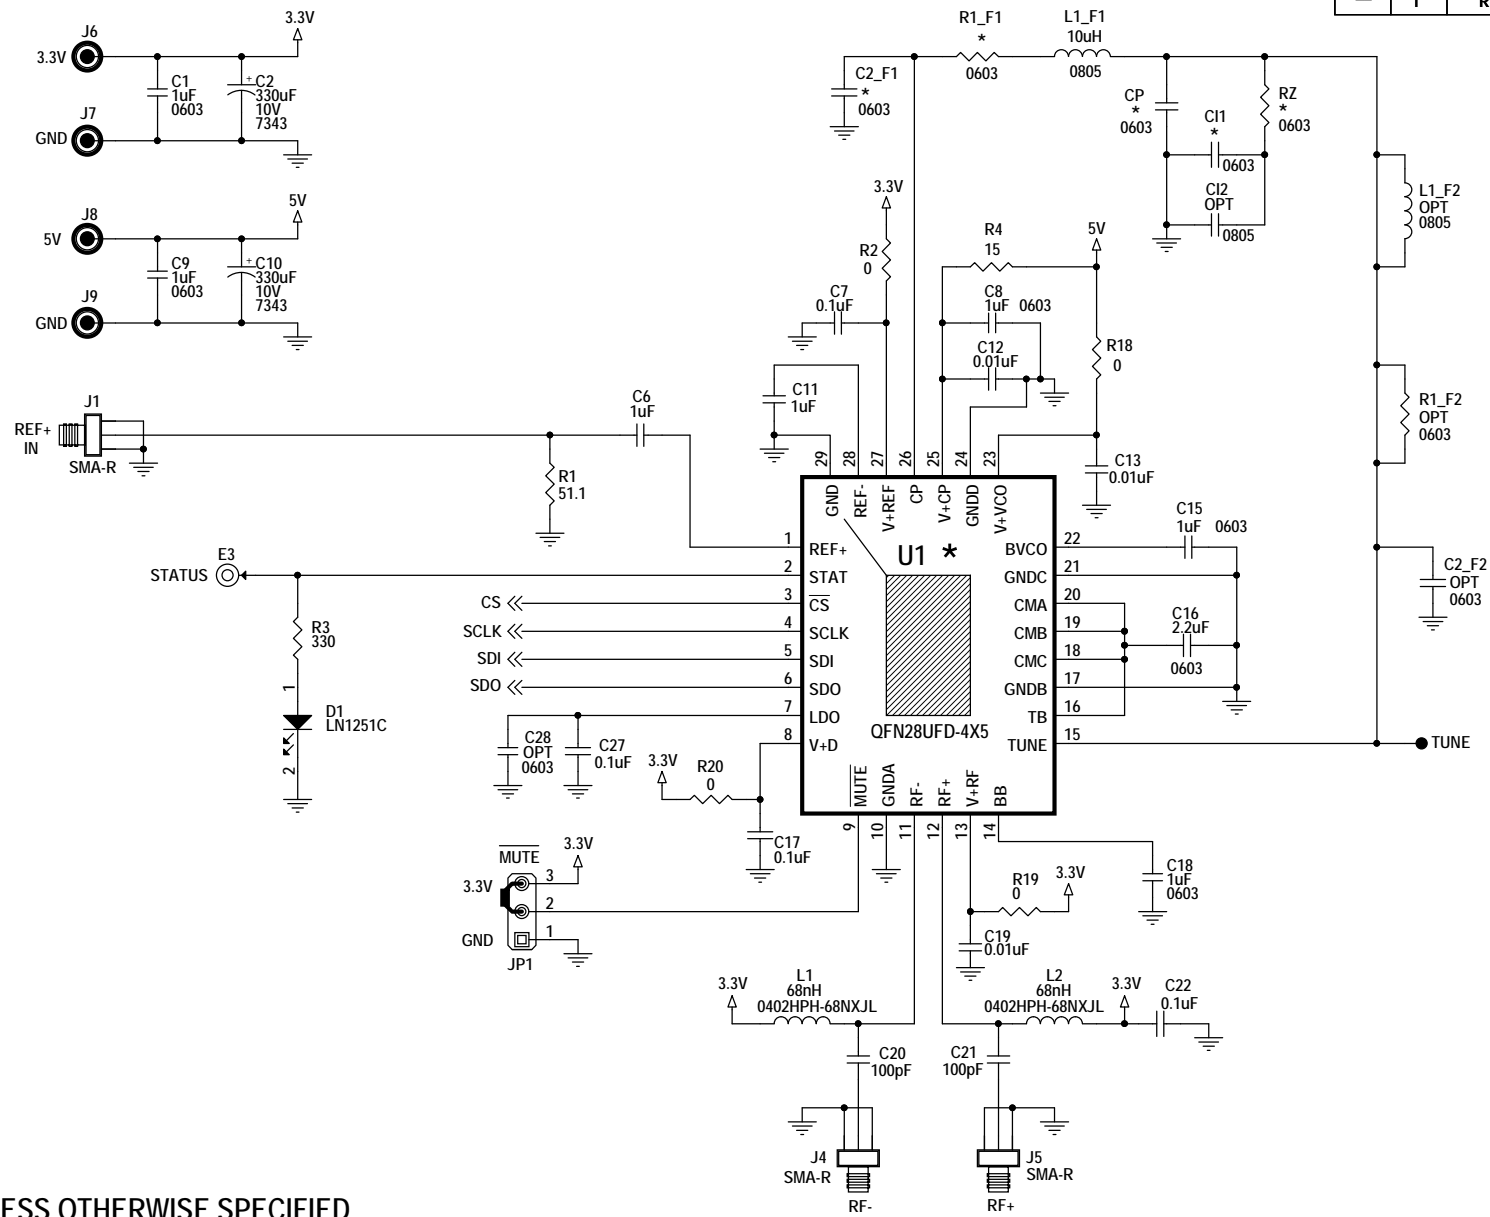 J6
3.3V
3.3V
C1
1uF
0603
+
C2
330uF
10V
7343
J7
GND
J8
5V
5V
C9
1uF
0603
+
C10
330uF
10V
7343
J9
GND
J1
REF+
IN
SMA-R
C6
1uF
R1
51.1
E3
STATUS
R3
330
1
D1
LN1251C
2
CS
SCLK
SDI
SDO
C28
OPT
0603
C27
0.1uF
3.3V
R20
0
C17
0.1uF
MUTE
3.3V
3.3V
3
2
GND
1
JP1
R1_F1
*
0603
L1_F1
10uH
0805
C2_F1
*
0603
CP
*
0603
CI1
*
0603
RZ
*
0603
CI2
OPT
0805
L1_F2
OPT
0805
R1_F2
OPT
0603
C2_F2
OPT
0603
TUNE
3.3V
R2
0
C7
0.1uF
C11
1uF
R4
15
5V
C8
1uF 0603
C12
0.01uF
R18
0
C13
0.01uF
29
28
27
26
25
24
23
GND
REF-
V+REF
CP
V+CP
GNDD
V+VCO
U1 *
QFN28UFD-4X5
1 REF+
2 STAT
3 CS
4 SCLK
5 SDI
6 SDO
7 LDO
8 V+D
BVCO 22
GNDC 21
CMA 20
CMB 19
CMC 18
GNDB 17
TB 16
TUNE 15
MUTE
GNDA
RF-
RF+
V+RF
BB
9
10
11
12
13
14
C15
1uF 0603
C16
2.2uF
0603
C18
1uF
0603
R19
0
3.3V
C19
0.01uF
3.3V
L1
68nH
0402HPH-68NXJL
L2
68nH
0402HPH-68NXJL
3.3V
C22
0.1uF
C20
100pF
C21
100pF
J4
SMA-R
RF-
J5
SMA-R
RF+
1
ESS OTHERWISE SPECIFIED